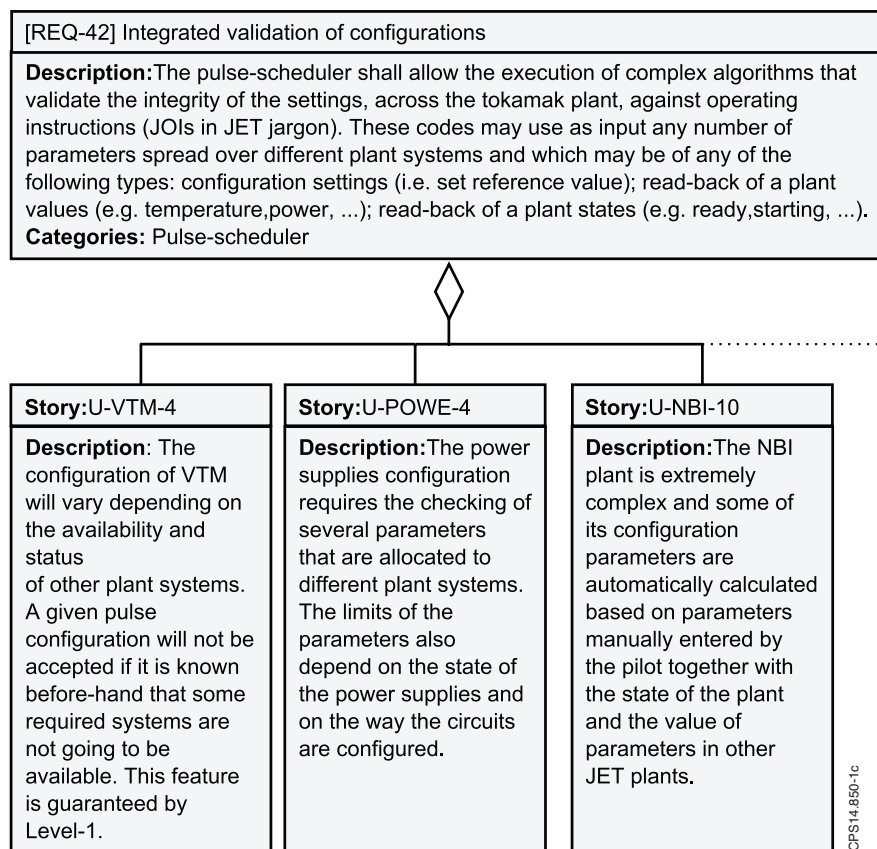 [REQ-42] Integrated validation of configurations
Description:The pulse-scheduler shall allow the execution of complex algorithms that
validate the integrity of the settings, across the tokamak plant, against operating
instructions (JOIs in JET jargon). These codes may use as input any number of
parameters spread over different plant systems and which may be of any of the
following types: configuration settings (i.e. set reference value); read-back of a plant
values (e.g. temperature,power, ...); read-back of a plant states (e.g. ready,starting, ...).
Categories: Pulse-scheduler
Story:U-VTM-4
Description: The
configuration of VTM
will vary depending on
the availability and
status
of other plant systems.
A given pulse
configuration will not be
accepted if it is known
before-hand that some
required systems are
not going to be
available. This feature
is guaranteed by
Level-1.
Story:U-POWE-4
Description:The power
supplies configuration
requires the checking of
several parameters
that are allocated to
different plant systems.
The limits of the
parameters also
depend on the state of
the power supplies and
on the way the circuits
are configured.
Story:U-NBI-10
Description:The NBI
plant is extremely
complex and some of
its configuration
parameters are
automatically calculated
based on parameters
manually entered by
the pilot together with
the state of the plant
and the value of
parameters in other
JET plants.
CPS14.850-1c